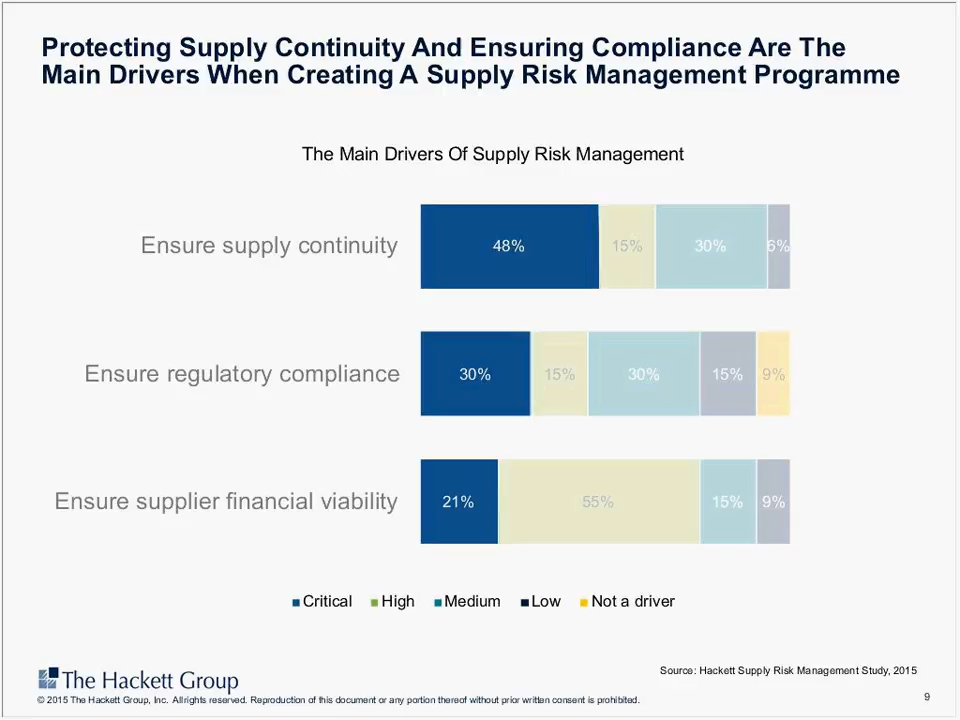 Protecting Supply Continuity And Ensuring Compliance Are The
Main Drivers When Creating A Supply Risk Management Programme
The Main Drivers Of Supply Risk Management
Ensure supply continuity
48%
15%
30%
6%
Ensure regulatory compliance
30%
15%
30%
15%
9%
Ensure supplier financial viability
21%
55%
15%
9%
Critical
High
Medium
Low
Not a driver
Source: Hackett Supply Risk Management Study, 2015
The Hackett Group
© 2015 The Hackett Group, Inc. All rights reserved. Reproduction of this document or any portion thereof without prior written consent is prohibited.
9